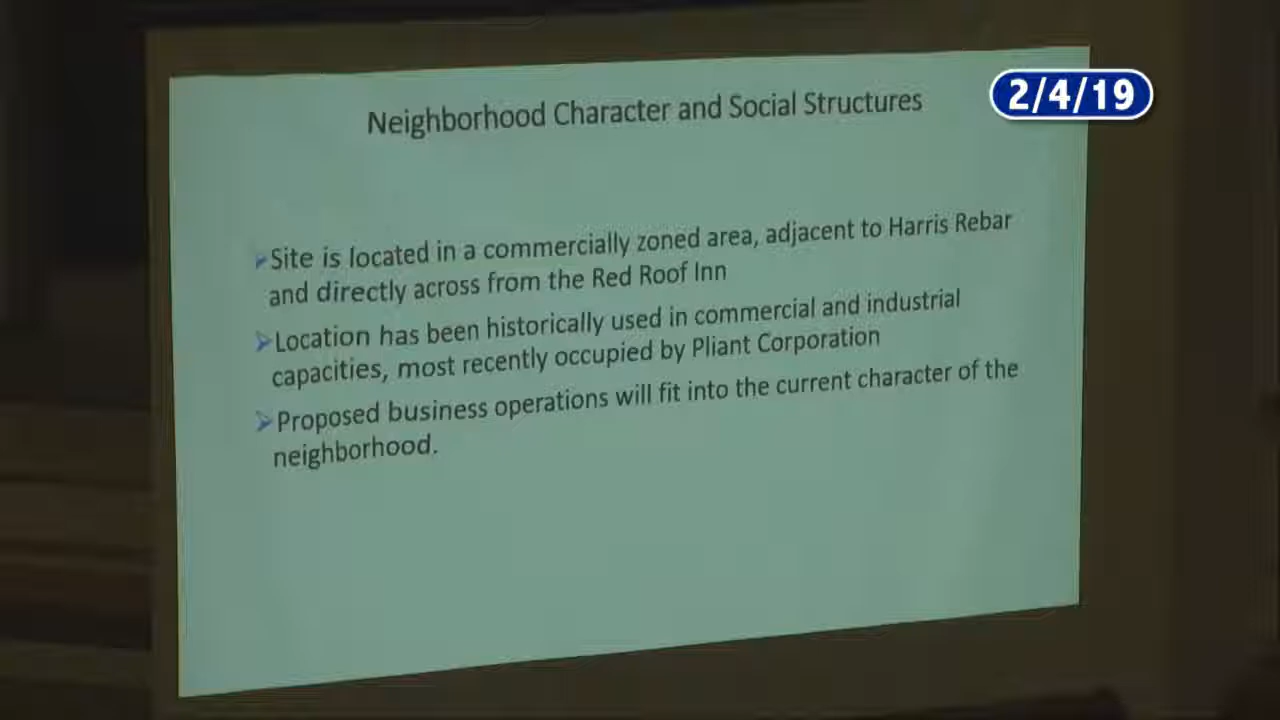 Neighborhood Character and Social Structures
2/4/19
Site is located in a commercially zoned area, adjacent to Harris Rebar
and directly across from the Red Roof Inn
Location has been historically used in commercial and industrial
capacities, most recently occupied by Pliant Corporation
Proposed business operations will fit into the current character of the
neighborhood.